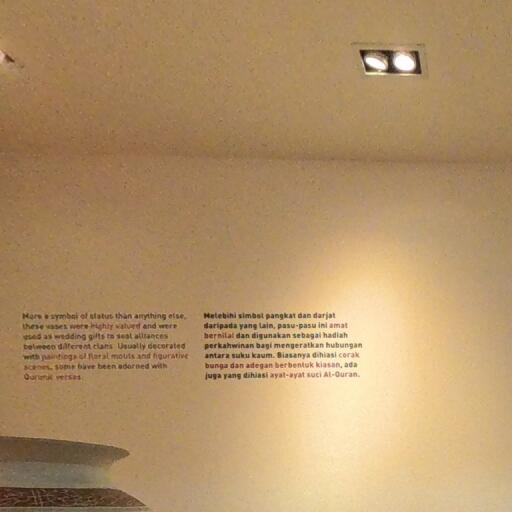 More a symbol of status than anything else,
these vases were highly valued and were
used as wedding gifts to seal alliances
between different clans. Usually decorated
with paintings of floral motifs and figurative
scenes, some have been adorned with
Quranic verses.
Melebihi simbol pangkat dan darjat
daripada yang lain, pasu-pasu ini amat
bernilai dan digunakan sebagai hadiah
perkahwinan bagi mengeratkan hubungan
antara suku kaum. Biasanya dihiasi corak
bunga dan adegan berbentuk kiasan, ada
juga yang dihiasi ayat-ayat suci Al-Quran.